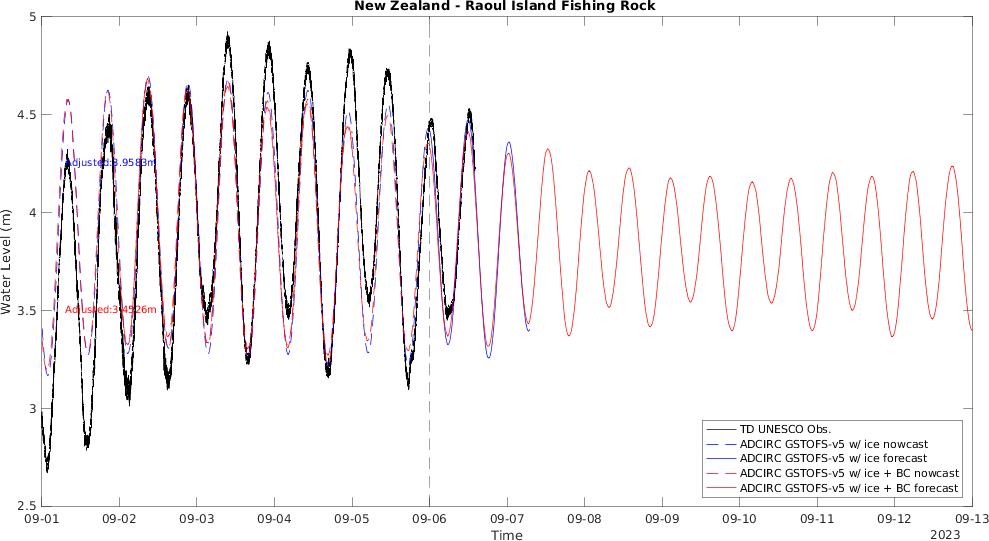 New Zealand - Raoul Island Fishing Rock
5
4.5
4
3.5
3
2.5
Water Level (m)
Adjusted:3.9583m
Adjusted:3.4526m
TD UNESCO Obs.
ADCIRC GSTOFS-v5 w/ ice nowcast
ADCIRC GSTOFS-v5 w/ ice forecast
ADCIRC GSTOFS-v5 w/ ice + BC nowcast
ADCIRC GSTOFS-v5 w/ ice + BC forecast
09-01 09-02 09-03 09-04 09-05 09-06 09-07 09-08 09-09 09-10 09-11 09-12 09-13
Time
2023